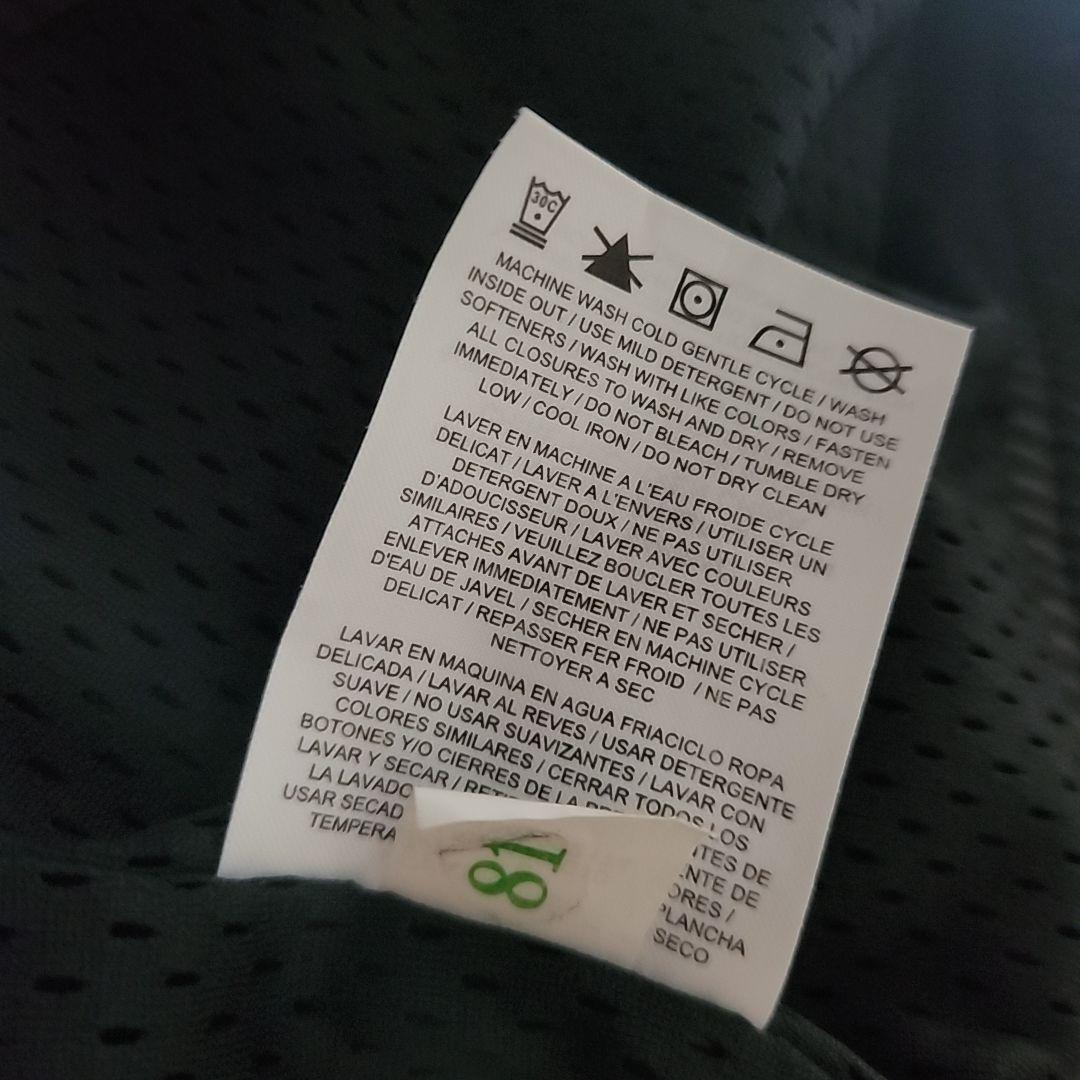 30C
MACHINE WASH COLD GENTLE CYCLE / WASH
INSIDE OUT / USE MILD DETERGENT / DO NOT USE
SOFTENERS / WASH WITH LIKE COLORS / FASTEN
ALL CLOSURES TO WASH AND DRY / REMOVE
IMMEDIATELY / DO NOT BLEACH / TUMBLE DRY
LOW / COOL IRON / DO NOT DRY CLEAN
LAVER EN MACHINE A L'EAU FROIDE CYCLE
DELICAT / LAVER A L'ENVERS / UTILISER UN
DETERGENT DOUX / NE PAS UTILISER
D'ADOUCISSEUR / LAVER AVEC COULEURS
SIMILAIRES / VEUILLEZ BOUCLER TOUTES LES
ATTACHES AVANT DE LAVER ET SECHER /
ENLEVER IMMEDIATEMENT / NE PAS UTILISER
D'EAU DE JAVEL / SECHER EN MACHINE CYCLE
DELICAT / REPASSER FER FROID / NE PAS
NETTOYER A SEC
LAVAR EN MAQUINA EN AGUA FRIACICLO ROPA
DELICADA / LAVAR AL REVES / USAR DETERGENTE
SUAVE / NO USAR SUAVIZANTES / LAVAR CON
COLORES SIMILARES / CERRAR TODOS LOS
BOTONES Y/O CIERRES DE LA
LAVAR Y SECAR / DE
LA LAVADO DE
USAR SECAD /
TEMPERA PLANCHA
SECO
18